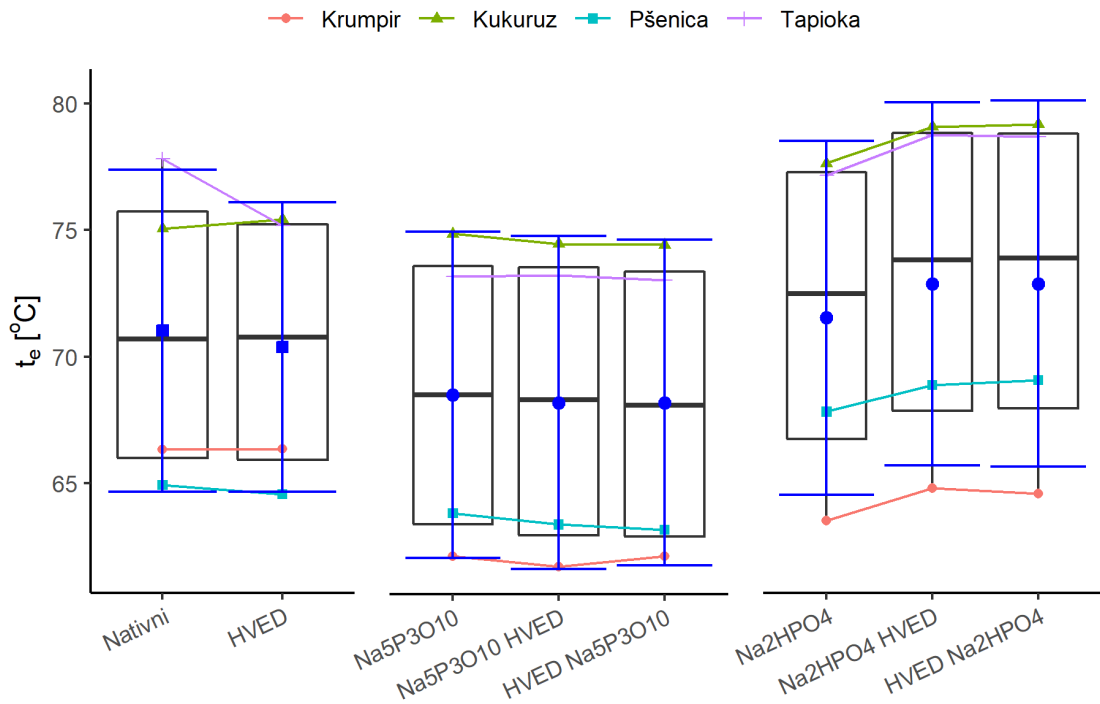 Krumpir Kukuruz Pšenica Tapioka
te [oC]
80
75
70
65
Nativni
HVED
Na5P3O10
Na5P3O10 HVED
HVED Na5P3O10
Na2HPO4
Na2HPO4 HVED
HVED Na2HPO4